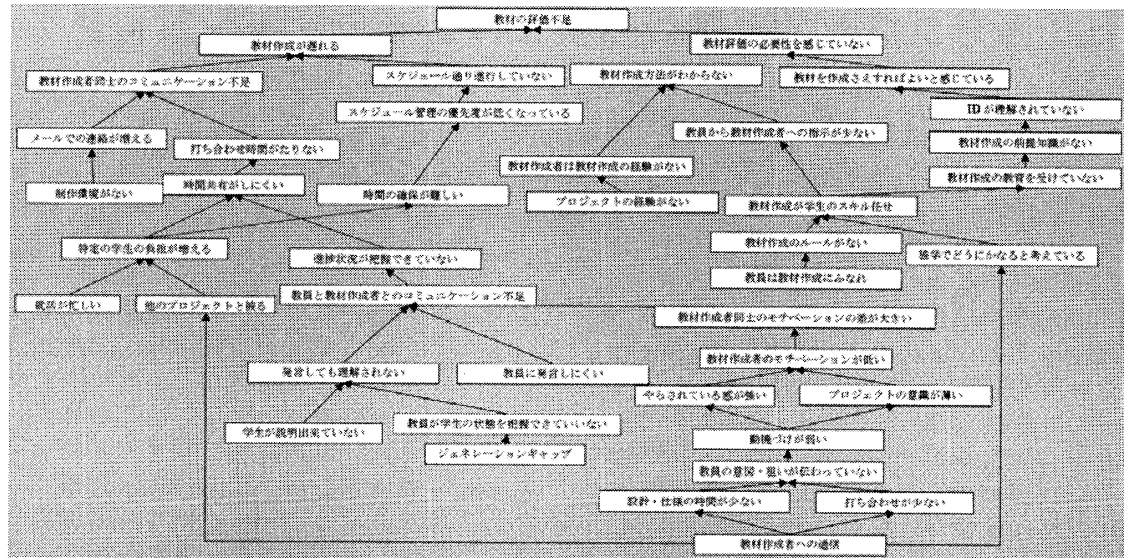 教材の評価不足
教材作成が遅れる
教材評価の必要性を感じていない
教材作成者同士のコミュニケーション不足
スケジュール通り進行していない
教材作成方法がわからない
教材を作成さえすればよいと感じている
スケジュール管理の優先度が低くなっている
IDが理解されていない
メールでの連絡が増える
打ち合わせ時間がたりない
教員から教材作成者への指示が少ない
教材作成の前提知識がない
教材作成者は教材作成の経験がない
制作環境がない
時間共有がしにくい
時間の確保が難しい
教材作成の教育を受けていない
プロジェクトの経験がない
教材作成が学生のスキル任せ
特定の学生の負担が増える
進捗状況が把握できていない
教材作成のルールがない
独学でどうにかなると考えている
教員は教材作成にふなれ
就活が忙しい
他のプロジェクトと被る
教員と教材作成者とのコミュニケーション不足
教材作成者同士のモチベーションの差が大きい
教材作成者のモチーションが低い
発言しても理解されない
教員に発言しにくい
やらされている感が強い
プロジェクトの意識が薄い
学生が説明出来ていない
教員が学生の状態を把握できていいない
動機づけが弱い
ジェネレーションギャップ
教員の意図・狙いが伝わっていない
設計・仕様の時間が少ない
打ち合わせが少ない
教材作成者への過信